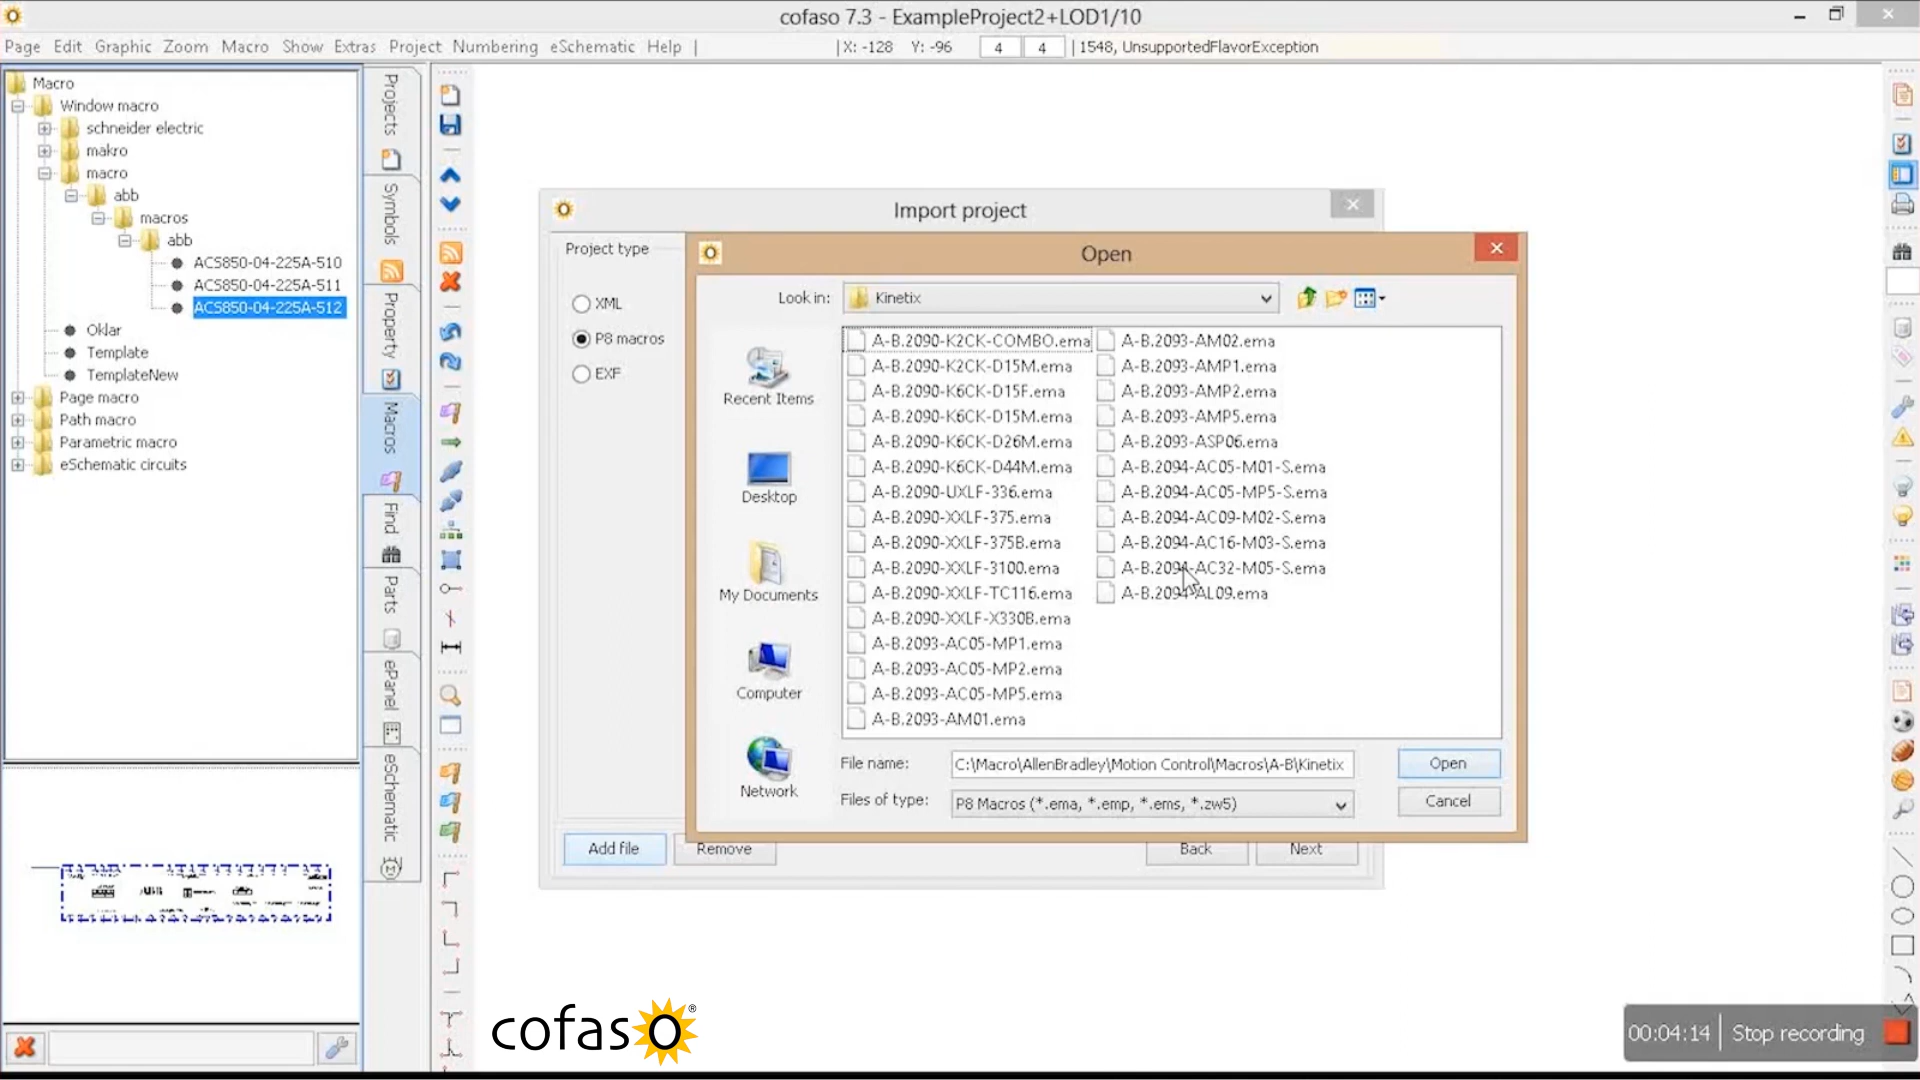 cofaso 7.3 - ExampleProject2+LOD1/10
Page Edit Graphic Zoom Macro Show Extras Project Numbering eSchematic Help | |X: -128 Y: -96 4 4 |1548, UnsupportedFlavorException
Macro
Window macro
schneider electric
makro
macro
abb
macros
abb
ACS850-04-225A-510
ACS850-04-225A-511
ACS850-04-225A-512
Oklar
Template
TemplateNew
Page macro
Path macro
Parametric macro
eSchematic circuits
Projects
Symbols
Property
Macros
Find
Parts
ePanel
eSchematic
Import project
Project type
XML
P8 macros
EXF
Add file
Remove
Back
Next
Open
Look in:
Kinetix
Recent Items
Desktop
My Documents
Computer
Network
A-B.2090-K2CK-COMBO.ema
A-B.2090-K2CK-D15M.ema
A-B.2090-K6CK-D15F.ema
A-B.2090-K6CK-D15M.ema
A-B.2090-K6CK-D26M.ema
A-B.2090-K6CK-D44M.ema
A-B.2090-UXLF-336.ema
A-B.2090-XXLF-375.ema
A-B.2090-XXLF-375B.ema
A-B.2090-XXLF-3100.ema
A-B.2090-XXLF-TC116.ema
A-B.2090-XXLF-X330B.ema
A-B.2093-AC05-MP1.ema
A-B.2093-AC05-MP2.ema
A-B.2093-AC05-MP5.ema
A-B.2093-AM01.ema
A-B.2093-AM02.ema
A-B.2093-AMP1.ema
A-B.2093-AMP2.ema
A-B.2093-AMP5.ema
A-B.2093-ASP06.ema
A-B.2094-AC05-M01-S.ema
A-B.2094-AC05-MP5-S.ema
A-B.2094-AC09-M02-S.ema
A-B.2094-AC16-M03-S.ema
A-B.2094-AC32-M05-S.ema
A-B.2094-AL09.ema
File name:
C:\Macro\AllenBradley\Motion Control\Macros\A-B\Kinetix
Open
Files of type:
P8 Macros (*.ema, *.emp, *.ems, *.zw5)
Cancel
cofaso®
00:04:14 | Stop recording